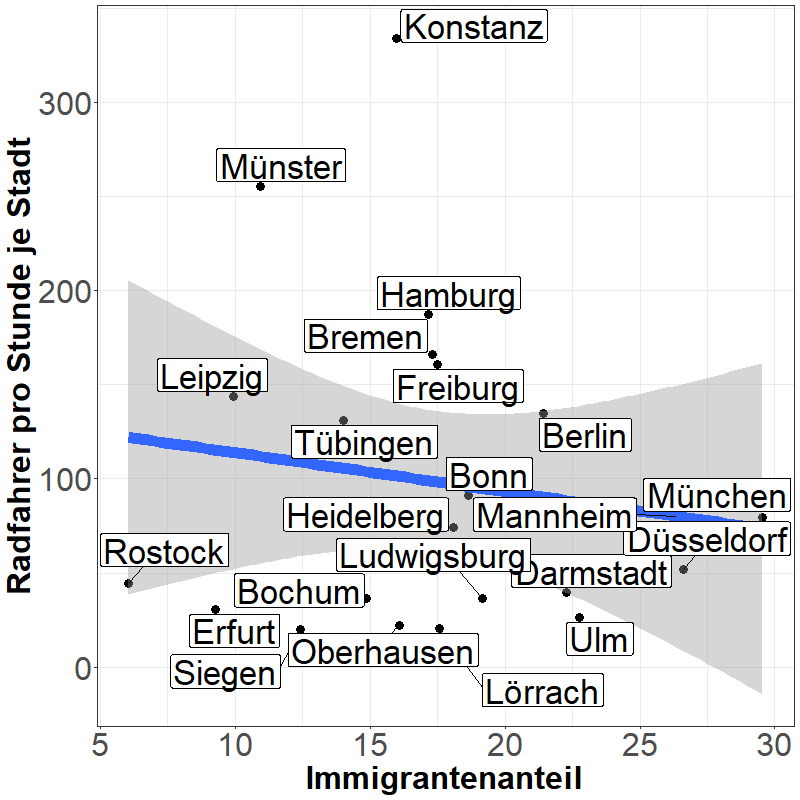 Konstanz
300
Münster
Radfahrer pro Stunde je Stadt
200
Hamburg
Bremen
Leipzig
Freiburg
Tübingen
Berlin
100
Bonn
München
Heidelberg
Mannheim
Düsseldorf
Rostock
Ludwigsburg
Darmstadt
Bochum
Erfurt
Ulm
Oberhausen
0
Siegen
Lörrach
5 10 15 20 25 30
Immigrantenanteil